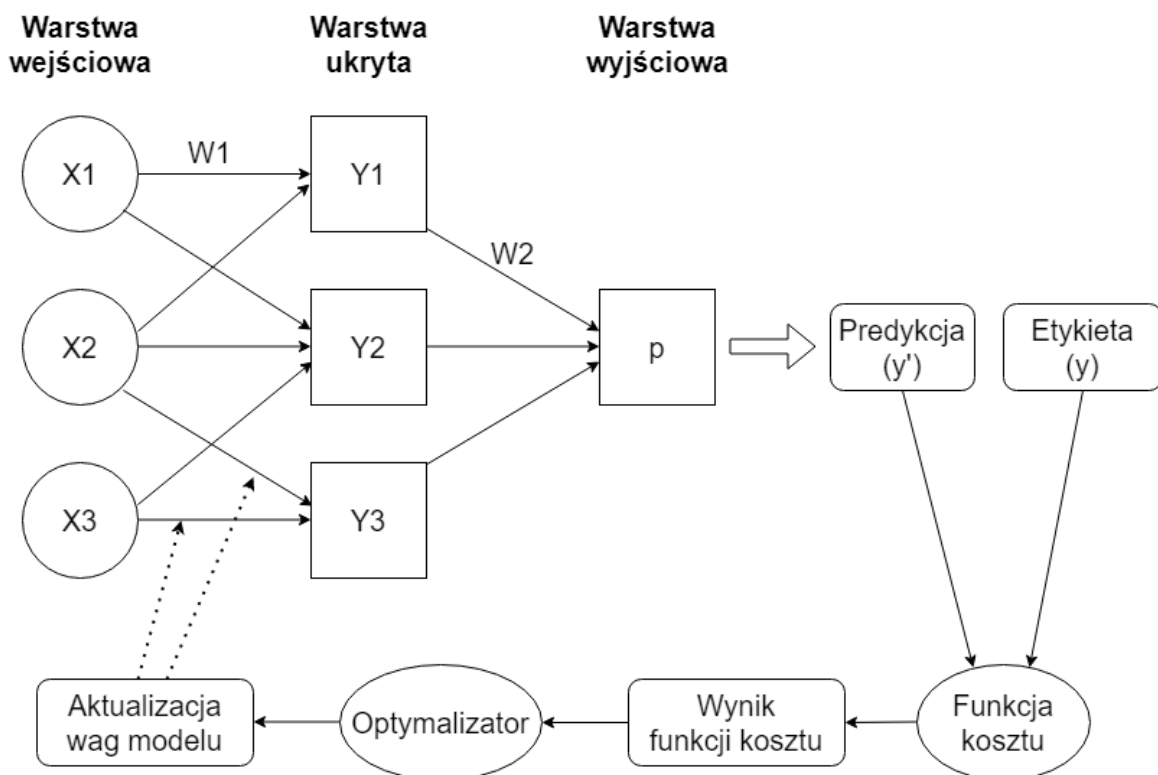 Warstwa
wejściowa
Warstwa
ukryta
Warstwa
wyjściowa
X1
W1
Y1
W2
X2
Y2
p
Predykcja
(y')
Etykieta
(y)
X3
Y3
Aktualizacja
wag modelu
Optymalizator
Wynik
funkcji kosztu
Funkcja
kosztu